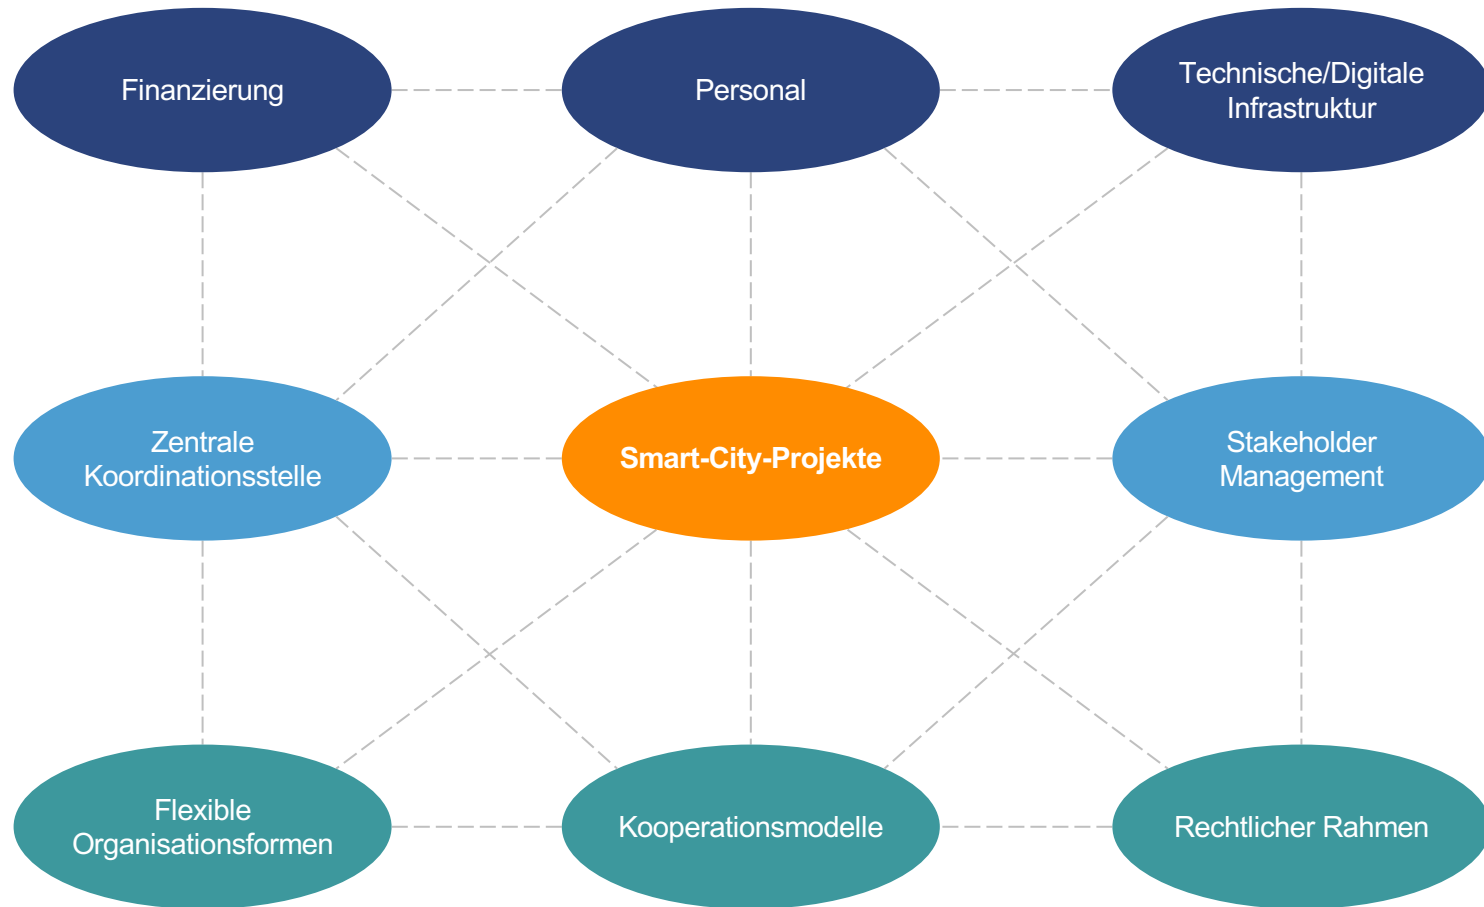 Finanzierung
Personal
Technische/Digitale
Infrastruktur
Zentrale
Koordinationsstelle
Smart-City-Projekte
Stakeholder
Management
Flexible
Organisationsformen
Kooperationsmodelle
Rechtlicher Rahmen